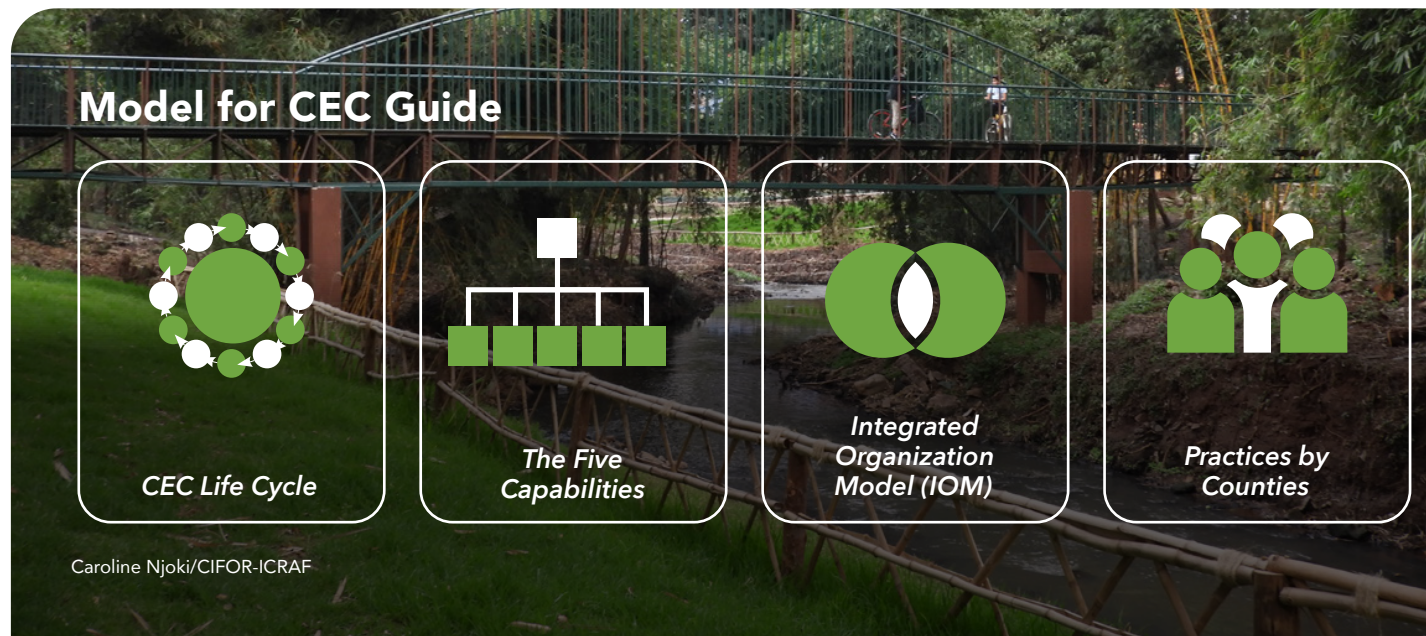 Model for CEC Guide
CEC Life Cycle
The Five
Capabilities
Integrated
Organization
Model (IOM)
Practices by
Counties
Caroline Njoki/CIFOR-ICRAF